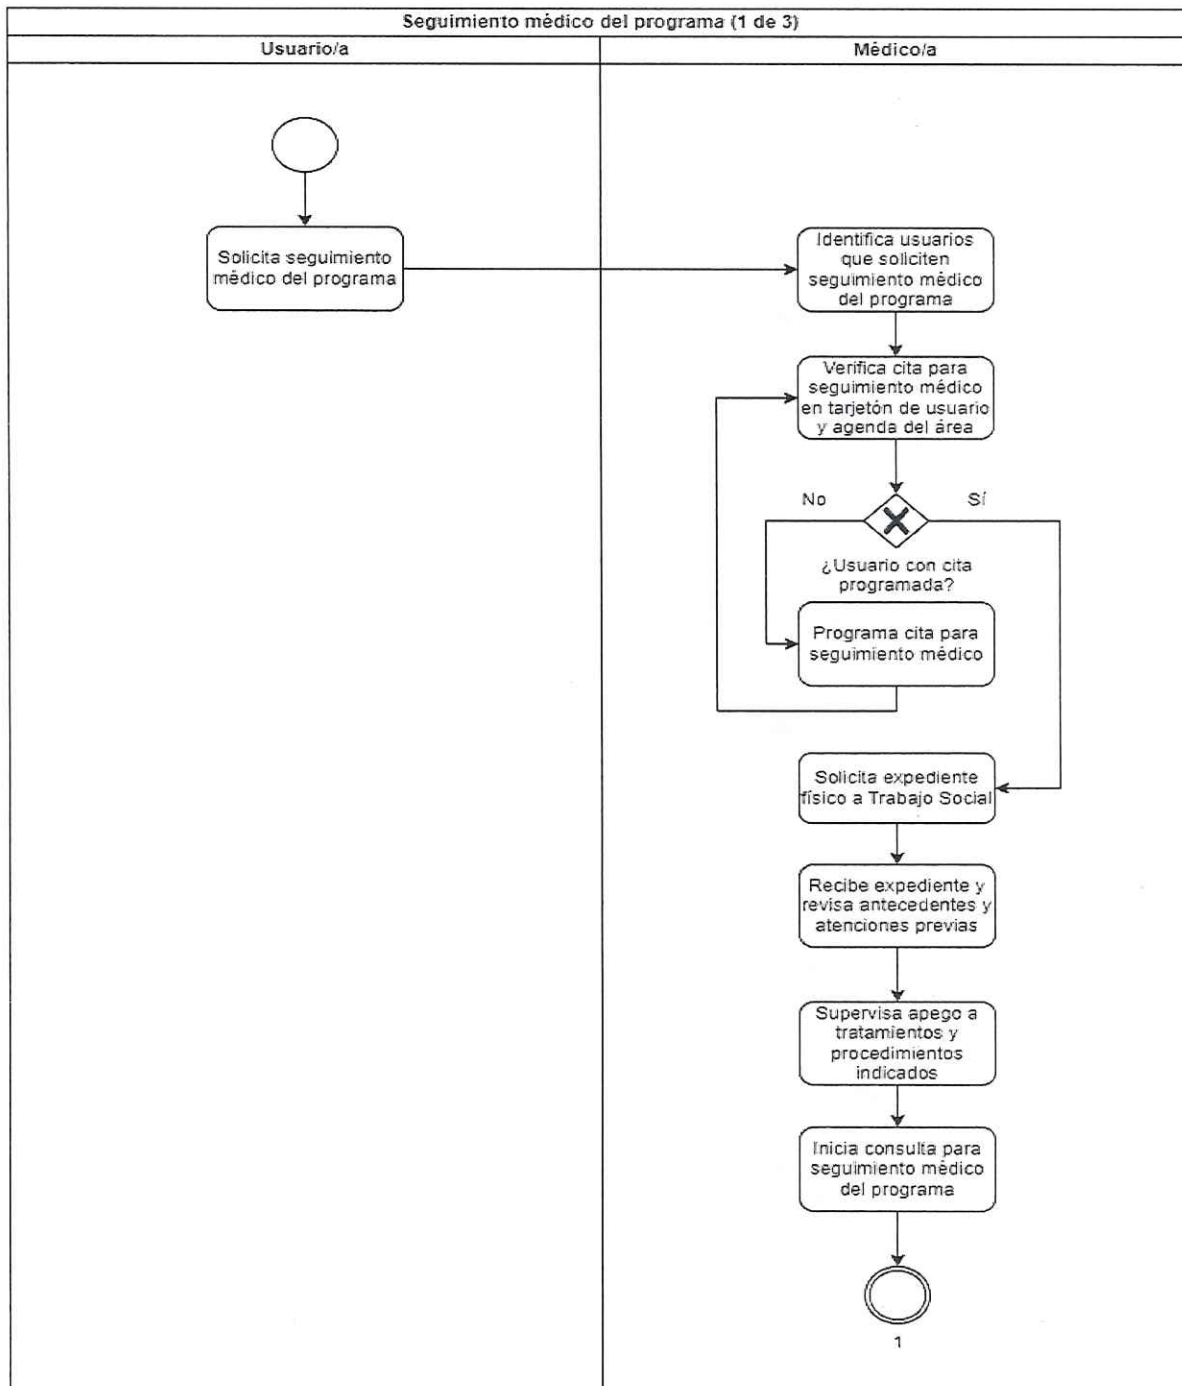 Seguimiento médico del programa (1 de 3)
Usuario/a
Médico/a
Solicita seguimiento
médico del programa
Identifica usuarios
que soliciten
seguimiento médico
del programa
Verifica cita para
seguimiento médico
en tarjetón de usuario
y agenda del área
No
Sí
¿Usuario con cita
programada?
Programa cita para
seguimiento médico
Solicita expediente
físico a Trabajo Social
Recibe expediente y
revisa antecedentes y
atenciones previas
Supervisa apego a
tratamientos y
procedimientos
indicados
Inicia consulta para
seguimiento médico
del programa
1